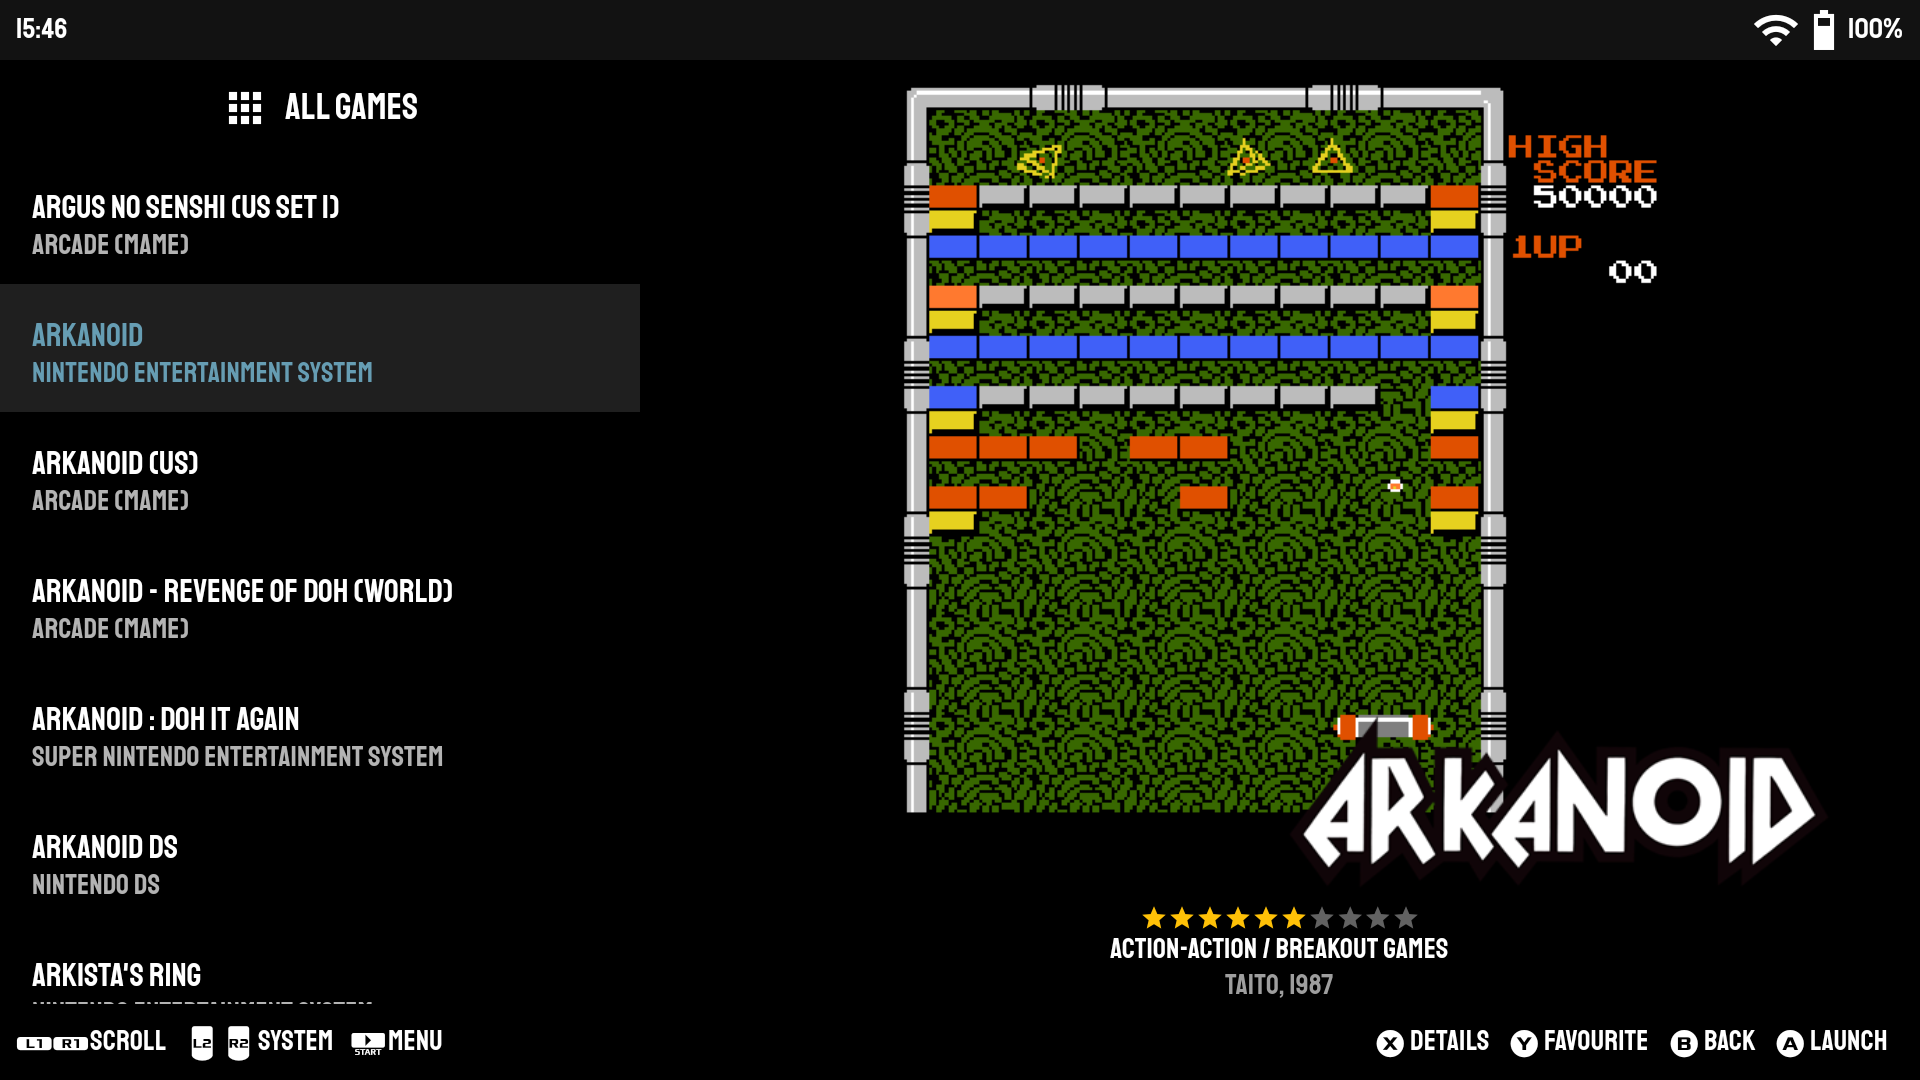 15:46
100%
ALL GAMES
ARGUS NO SENSHI (US SET 1)
ARCADE (MAME)
ARKANOID
NINTENDO ENTERTAINMENT SYSTEM
ARKANOID (US)
ARCADE (MAME)
ARKANOID - REVENGE OF DOH (WORLD)
ARCADE (MAME)
ARKANOID : DOH IT AGAIN
SUPER NINTENDO ENTERTAINMENT SYSTEM
ARKANOID DS
NINTENDO DS
ARKISTA'S RING
NINTENDO ENTERTAINMENT SYSTEM
HIGH
SCORE
50000
1UP
00
ARKANOID
ACTION-ACTION / BREAKOUT GAMES
TAITO, 1987
L1 R1 SCROLL L2 R2 SYSTEM START MENU
X DETAILS Y FAVOURITE B BACK A LAUNCH